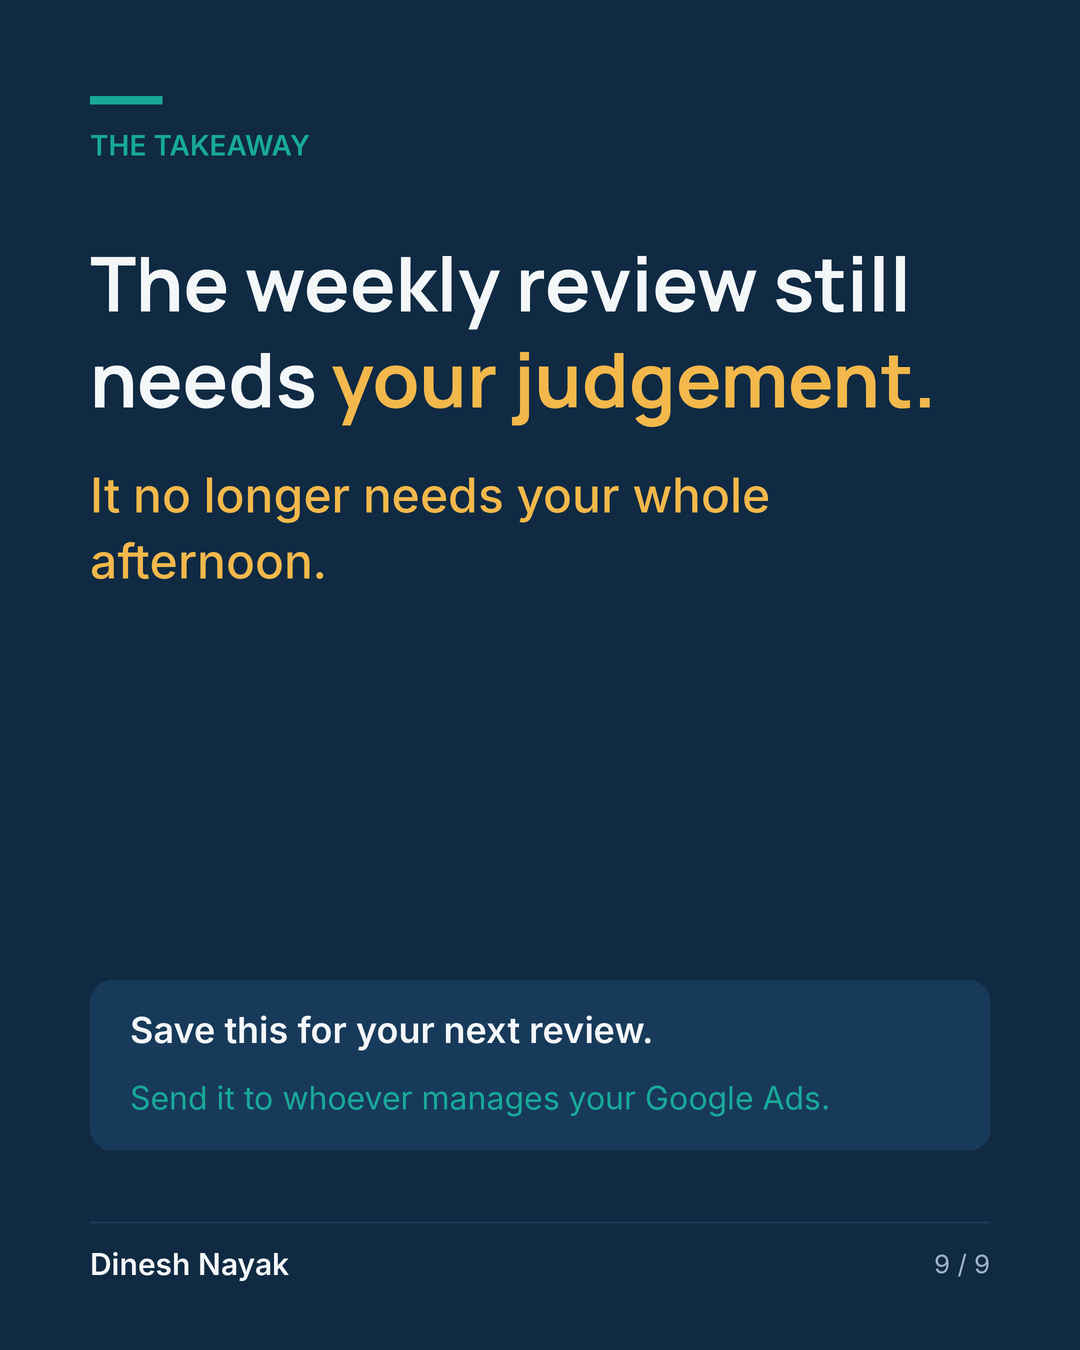 THE TAKEAWAY
The weekly review still
needs your judgement.
It no longer needs your whole
afternoon.
Save this for your next review.
Send it to whoever manages your Google Ads.
Dinesh Nayak
9 / 9